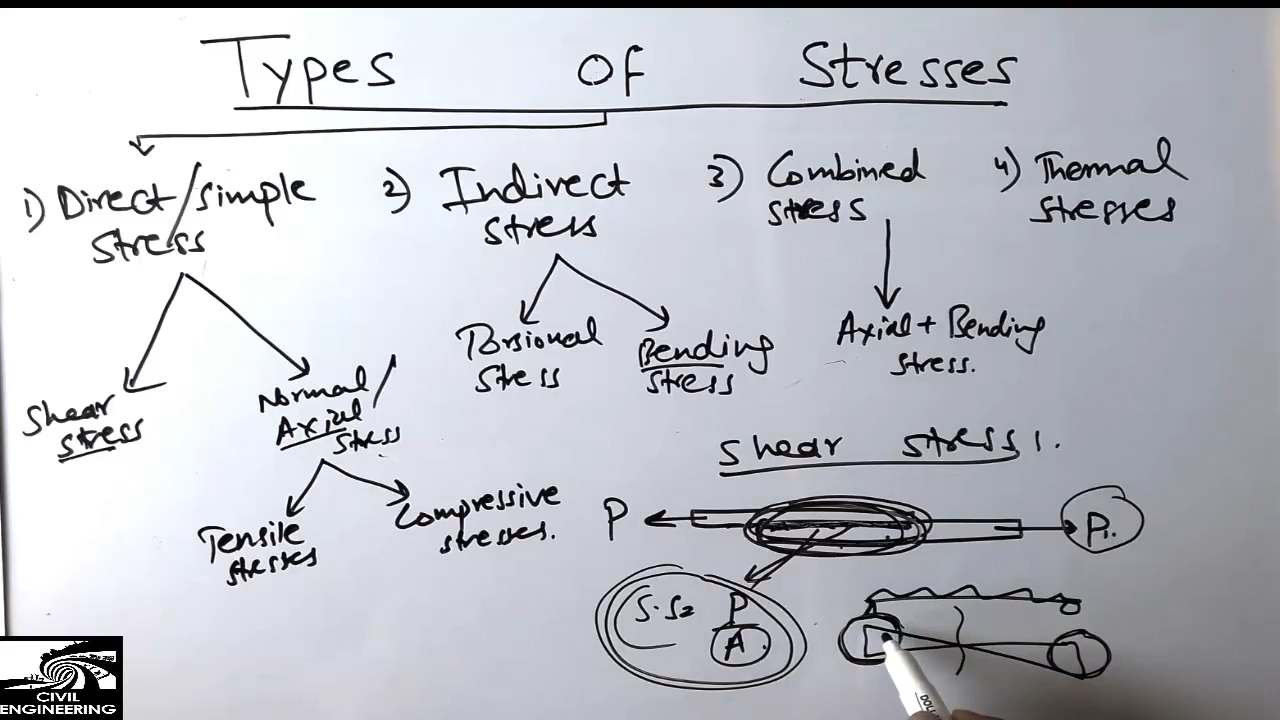 Types Of Stresses
1) Direct/simple stress
2) Indirect stress
3) Combined stress
4) Thermal stresses
Shear stress
Normal/
Axial stress
Torsional stress
Bending stress
Axial + Bending stress.
Tensile stresses
Compressive stresses.
Shear stress
P
P
S.S =
P
A
CIVIL
ENGINEERING